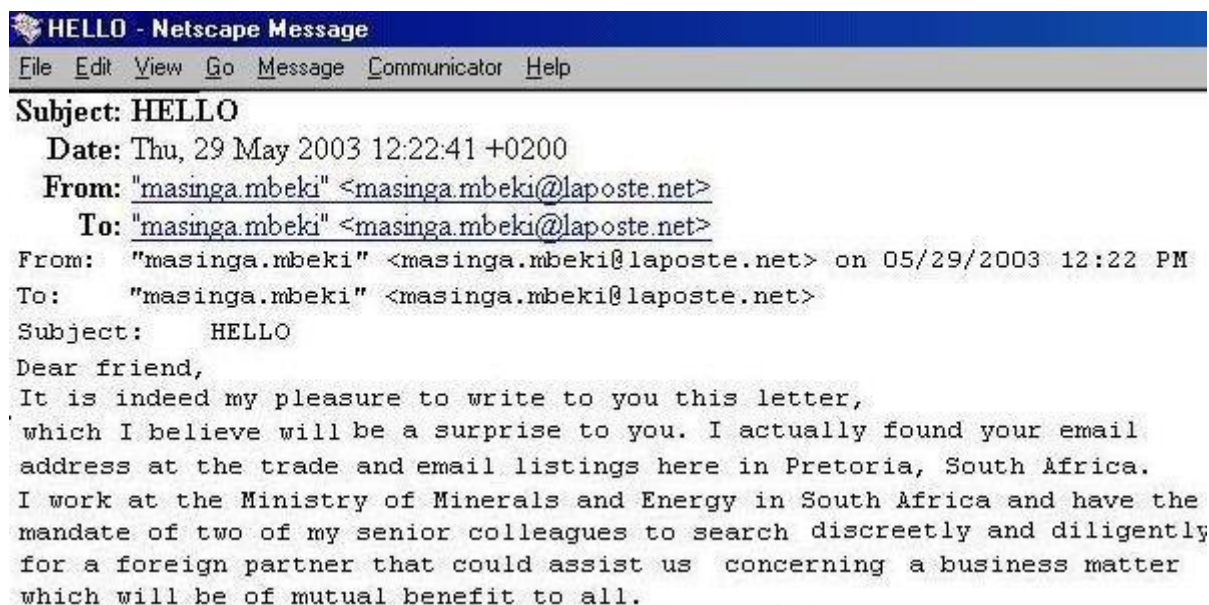 HELLO - Netscape Message
File Edit View Go Message Communicator Help
Subject: HELLO
Date: Thu, 29 May 2003 12:22:41 +0200
From: "masinga.mbeki" <masinga.mbeki@laposte.net>
To: "masinga.mbeki" <masinga.mbeki@laposte.net>
From: "masinga.mbeki" <masinga.mbeki@laposte.net> on 05/29/2003 12:22 PM
To: "masinga.mbeki" <masinga.mbeki@laposte.net>
Subject: HELLO
Dear friend,
It is indeed my pleasure to write to you this letter,
which I believe will be a surprise to you. I actually found your email
address at the trade and email listings here in Pretoria, South Africa.
I work at the Ministry of Minerals and Energy in South Africa and have the
mandate of two of my senior colleagues to search discreetly and diligently
for a foreign partner that could assist us concerning a business matter
which will be of mutual benefit to all.